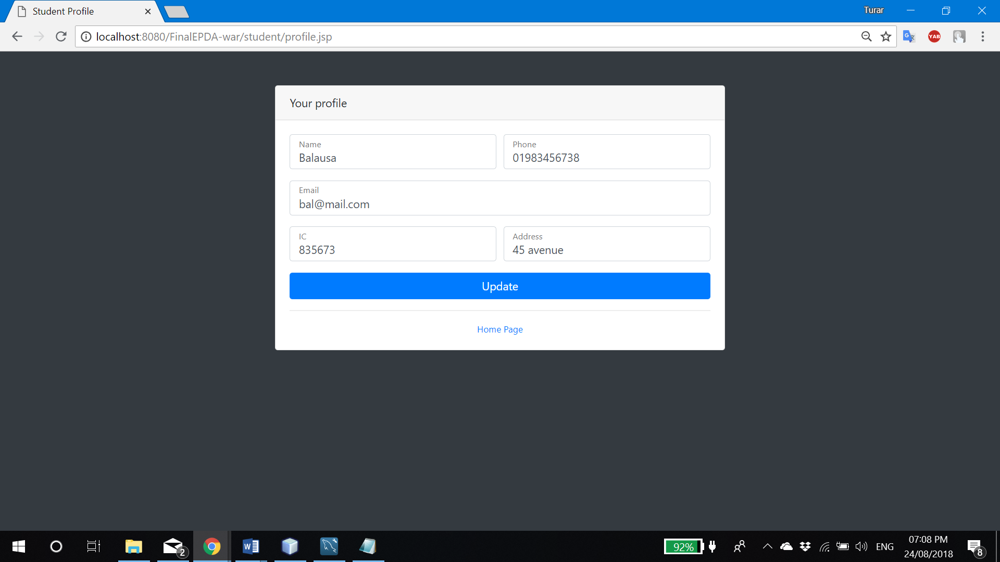 Student Profile
Turar
localhost:8080/FinalEPDA-war/student/profile.jsp
YAB
Your profile
Name
Balausa
Phone
01983456738
Email
bal@mail.com
IC
835673
Address
45 avenue
Update
Home Page
2
92%
ENG
07:08 PM
24/08/2018
8